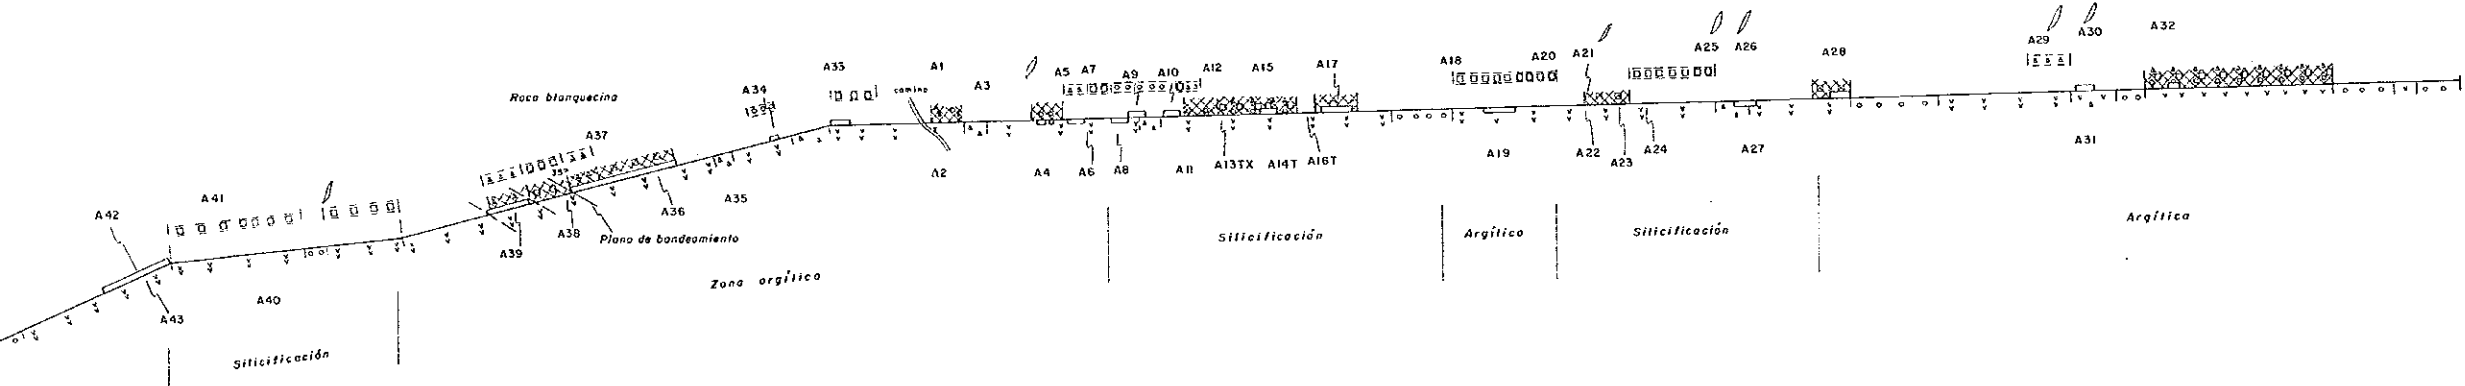 A42
A41
A43
A40
Silicificación
Roca blanquecina
A37
A34
A33
35°
A39
A38
A36
A35
Plano de bandeamiento
Zona argílica
camino
A1
A3
A2
A5 A7 A9 A10 A12 A15 A17
A4 A6 A8 A11 A13TX A14T A16T
Silicificación
A18 A20
A19
Argílica
A21 A25 A26 A28
A22 A23 A24 A27
Silicificación
A29 A30 A32
A31
Argílica